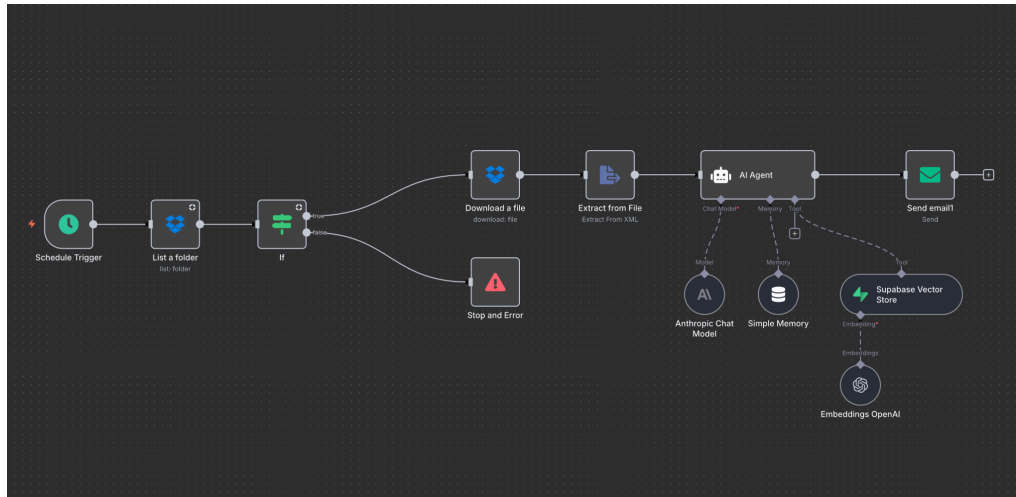 Schedule Trigger
List a folder
list: folder
true
false
If
Download a file
download: file
Stop and Error
Extract from File
Extract From XML
AI Agent
Chat Model*
Memory
Tool
Send email1
Send
Model
Anthropic Chat
Model
Memory
Simple Memory
Tool
Supabase Vector
Store
Embedding*
Embeddings
Embeddings OpenAI